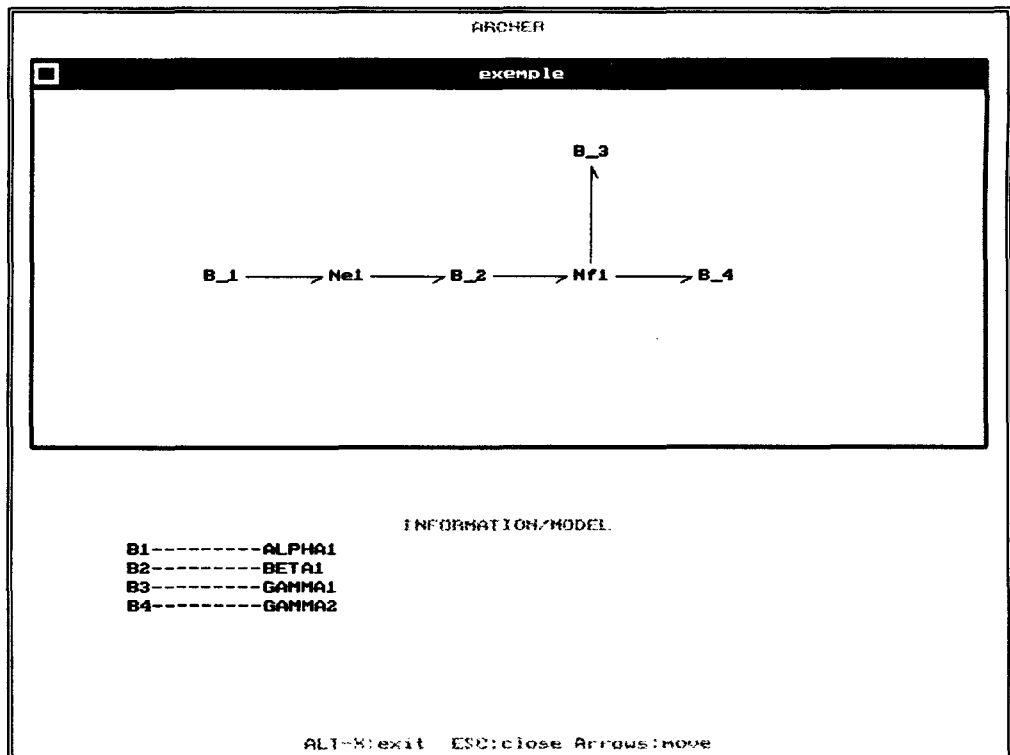 ARCHER
exemple
B_3
B_1 Ne1 B_2 Nf1 B_4
INFORMATION/MODEL
B1---------ALPHA1
B2---------BETA1
B3---------GAMMA1
B4---------GAMMA2
ALT-X:exit ESC:close Arrows:move